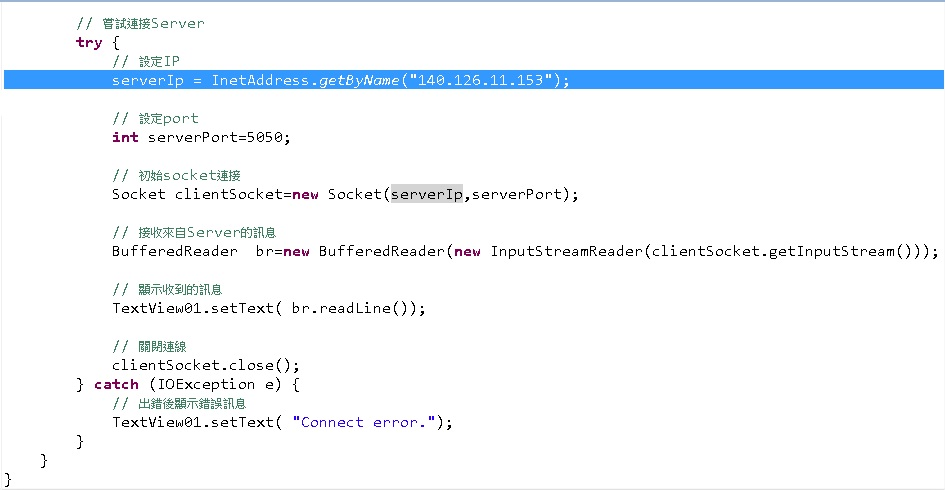 // 嘗試連接Server
try {
// 設定IP
serverIp = InetAddress.getByName("140.126.11.153");
// 設定port
int serverPort=5050;
// 初始socket連接
Socket clientSocket=new Socket(serverIp,serverPort);
// 接收來自Server的訊息
BufferedReader  br=new BufferedReader(new InputStreamReader(clientSocket.getInputStream()));
// 顯示收到的訊息
TextView01.setText( br.readLine());
// 關閉連線
clientSocket.close();
} catch (IOException e) {
// 出錯後顯示錯誤訊息
TextView01.setText( "Connect error.");
}
}
}